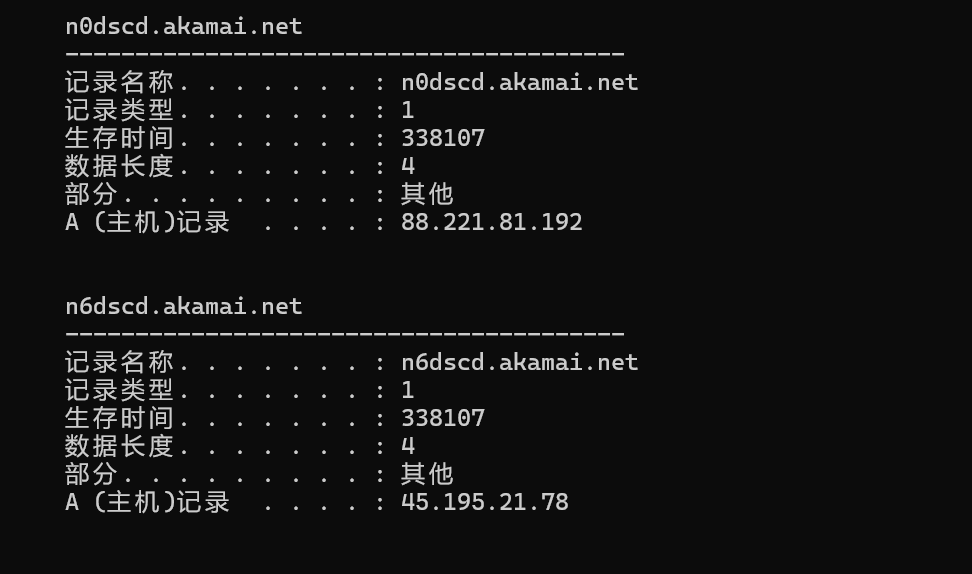 n0dscd.akamai.net
----------------------------------------
记录名称. . . . . . . : n0dscd.akamai.net
记录类型. . . . . . . : 1
生存时间. . . . . . . : 338107
数据长度. . . . . . . : 4
部分. . . . . . . . . : 其他
A (主机)记录  . . . . : 88.221.81.192
n6dscd.akamai.net
----------------------------------------
记录名称. . . . . . . : n6dscd.akamai.net
记录类型. . . . . . . : 1
生存时间. . . . . . . : 338107
数据长度. . . . . . . : 4
部分. . . . . . . . . : 其他
A (主机)记录  . . . . : 45.195.21.78